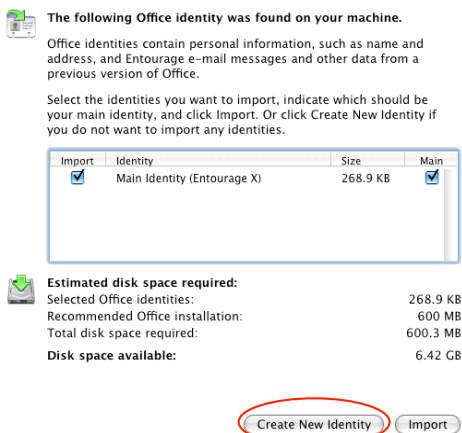 The following Office identity was found on your machine.
Office identities contain personal information, such as name and
address, and Entourage e-mail messages and other data from a
previous version of Office.
Select the identities you want to import, indicate which should be
your main identity, and click Import. Or click Create New Identity if
you do not want to import any identities.
Import Identity Size Main
Main Identity (Entourage X) 268.9 KB
Estimated disk space required:
Selected Office identities: 268.9 KB
Recommended Office installation: 600 MB
Total disk space required: 600.3 MB
Disk space available: 6.42 GB
Create New Identity Import